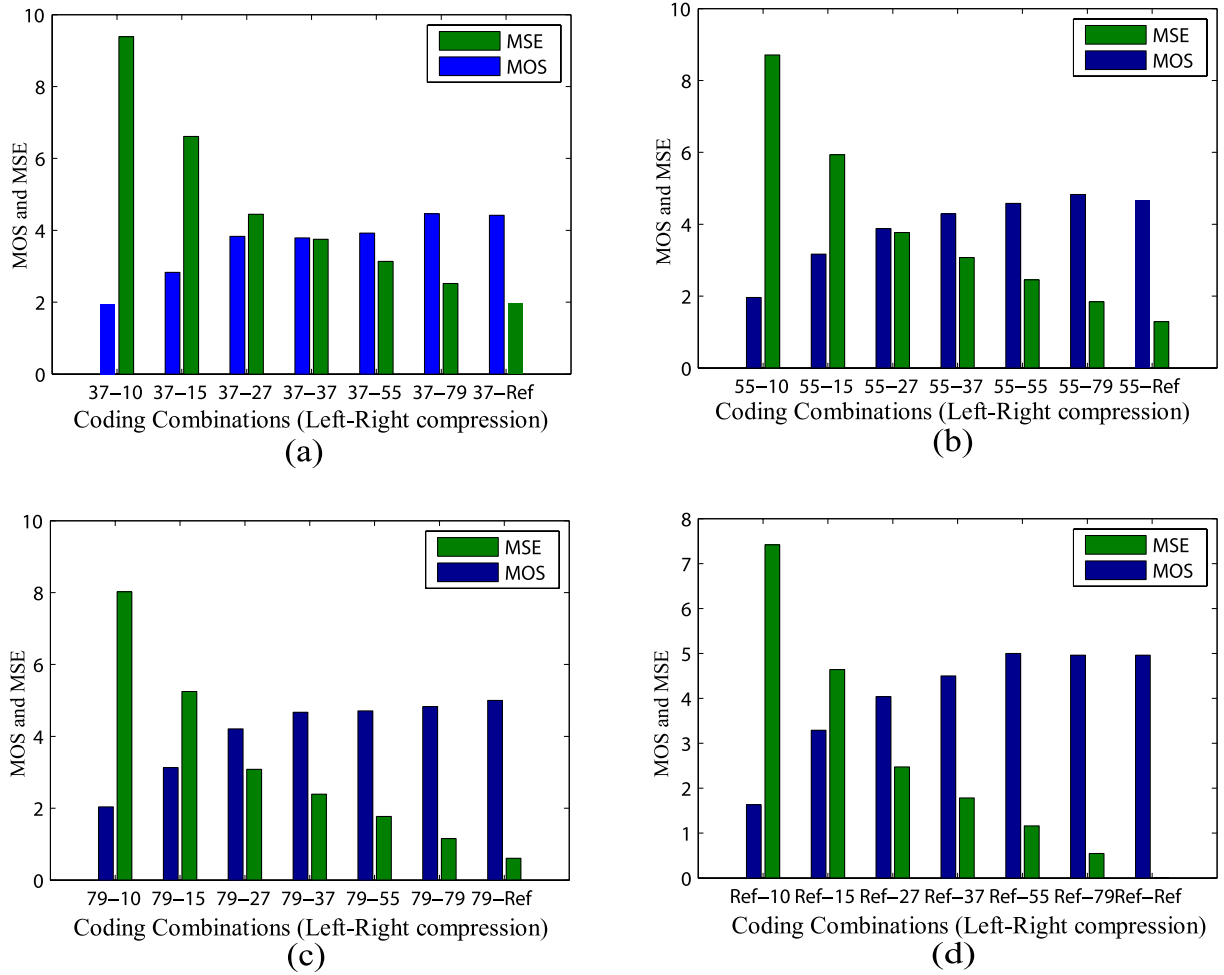 10
8
6
4
2
0
MOS and MSE
MSE
MOS
37−10 37−15 37−27 37−37 37−55 37−79 37−Ref
Coding Combinations (Left-Right compression)
(a)
10
8
6
4
2
0
MOS and MSE
MSE
MOS
55−10 55−15 55−27 55−37 55−55 55−79 55−Ref
Coding Combinations (Left-Right compression)
(b)
10
8
6
4
2
0
MOS and MSE
MSE
MOS
79−10 79−15 79−27 79−37 79−55 79−79 79−Ref
Coding Combinations (Left-Right compression)
(c)
8
7
6
5
4
3
2
1
0
MOS and MSE
MSE
MOS
Ref−10 Ref−15 Ref−27 Ref−37 Ref−55 Ref−79 Ref−Ref
Coding Combinations (Left-Right compression)
(d)